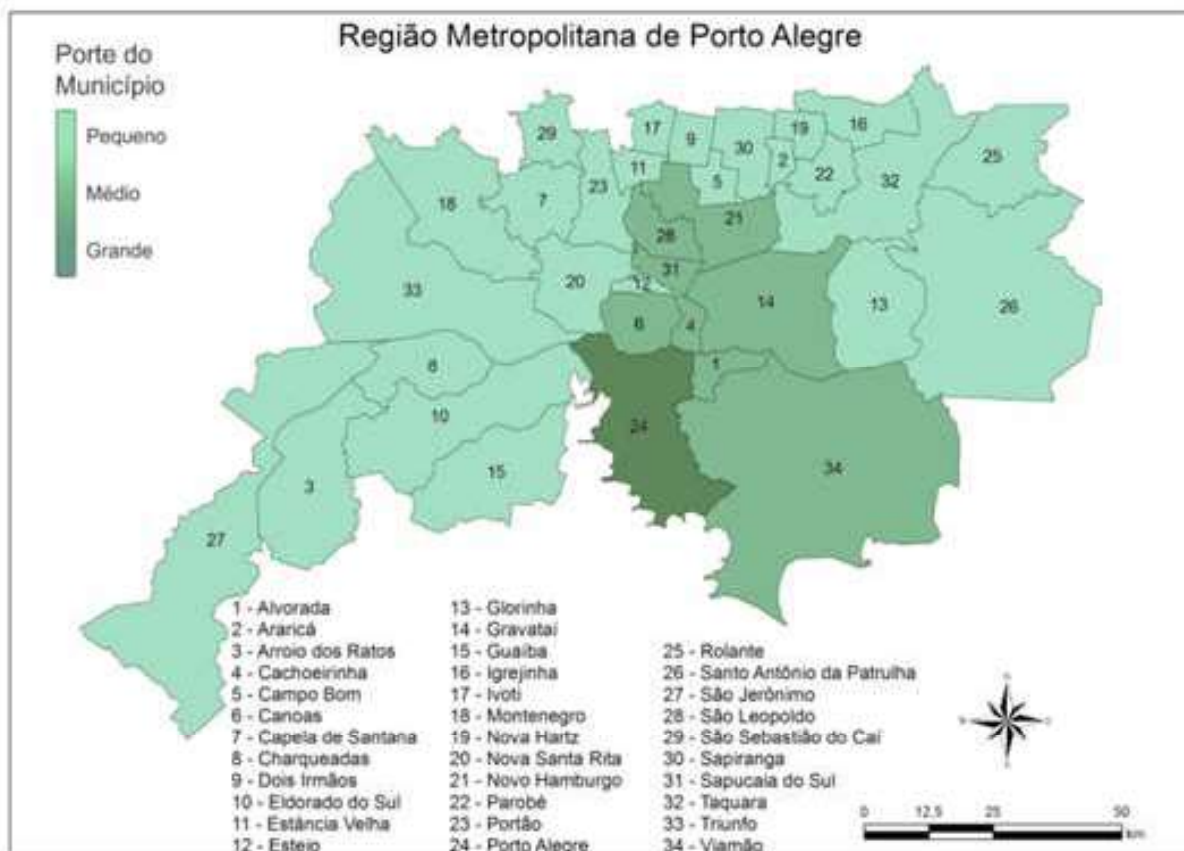 Região Metropolitana de Porto Alegre
Porte do
Município
Pequeno
Médio
Grande
29
17
9
30
19
16
2
25
11
5
22
32
18
7
23
21
28
31
12
20
33
14
13
26
6
4
1
8
10
24
15
34
3
27
1 - Alvorada
2 - Araricá
3 - Arroio dos Ratos
4 - Cachoeirinha
5 - Campo Bom
6 - Canoas
7 - Capela de Santana
8 - Charqueadas
9 - Dois Irmãos
10 - Eldorado do Sul
11 - Estância Velha
12 - Esteio
13 - Glorinha
14 - Gravataí
15 - Guaíba
16 - Igrejinha
17 - Ivoti
18 - Montenegro
19 - Nova Hartz
20 - Nova Santa Rita
21 - Novo Hamburgo
22 - Parobé
23 - Portão
24 - Porto Alegre
25 - Rolante
26 - Santo Antônio da Patrulha
27 - São Jerônimo
28 - São Leopoldo
29 - São Sebastião do Caí
30 - Sapiranga
31 - Sapucaia do Sul
32 - Taquara
33 - Triunfo
34 - Viamão
0 12,5 25 50
km